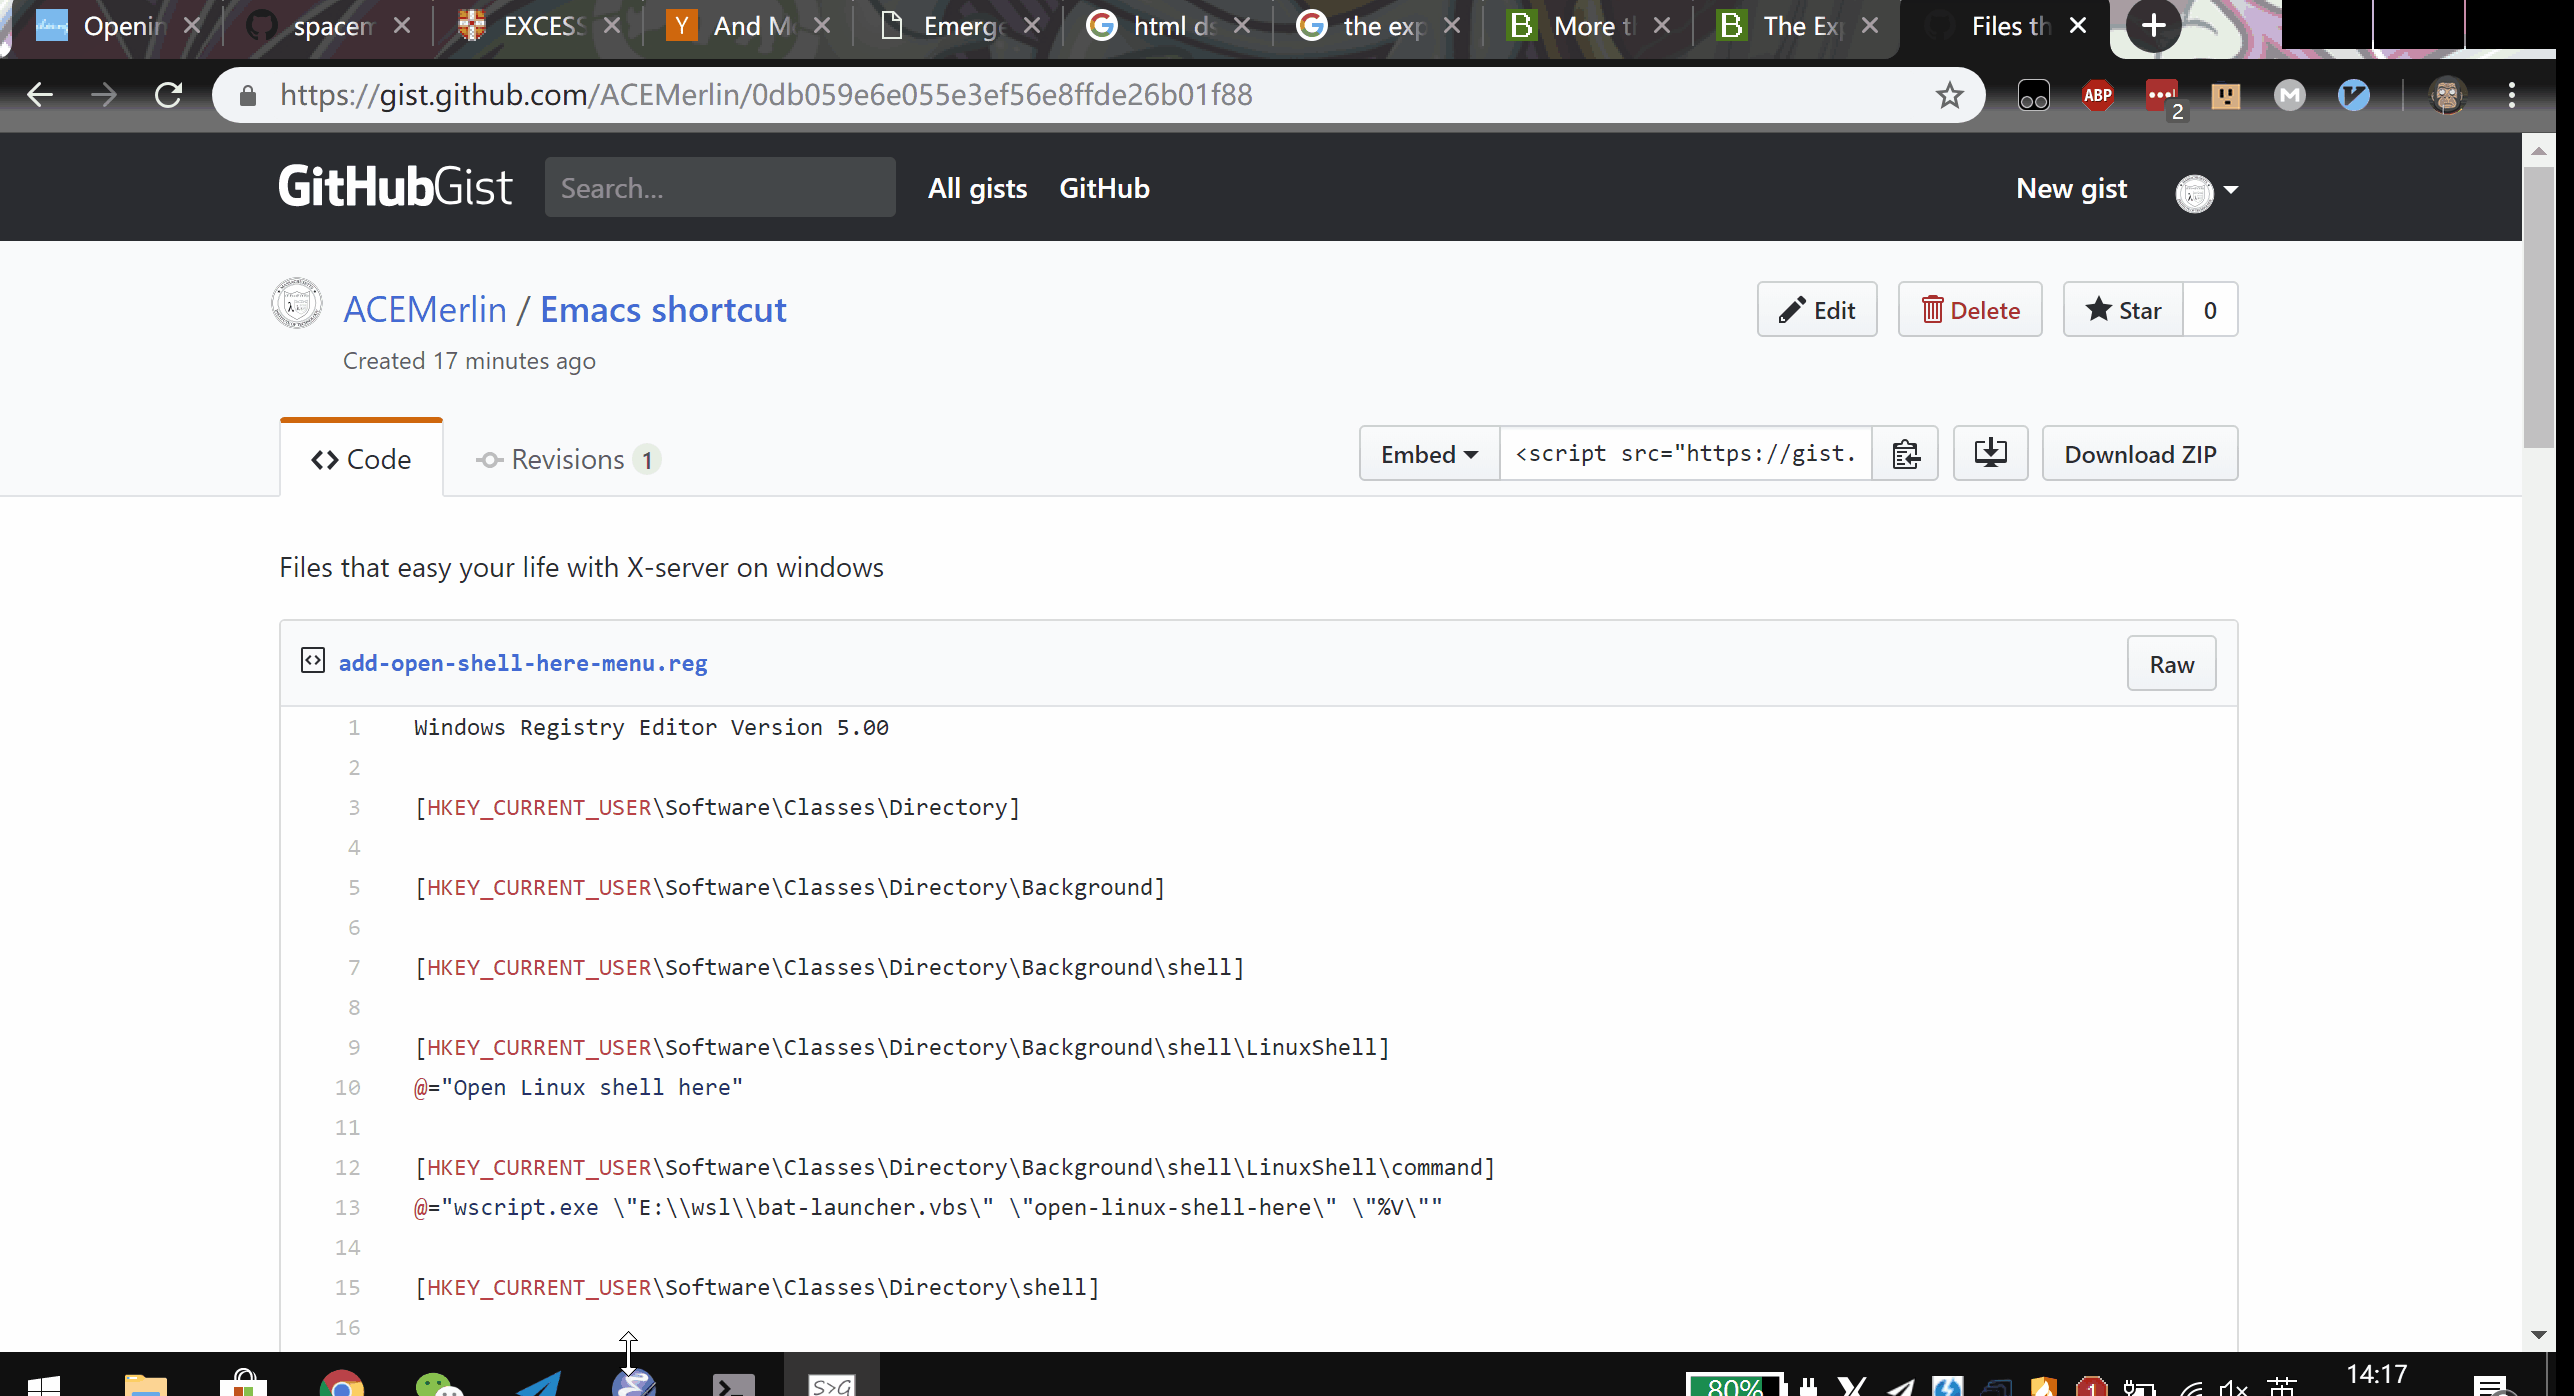 Openin
spacem
EXCESS
And Mo
Emerge
html ds
the exp
More t
The Exp
Files th
https://gist.github.com/ACEMerlin/0db059e6e055e3ef56e8ffde26b01f88
ABP
2
GitHubGist
Search...
All gists
GitHub
New gist
ACEMerlin / Emacs shortcut
Edit
Delete
Star
0
Created 17 minutes ago
Code
Revisions 1
Embed
<script src="https://gist.
Download ZIP
Files that easy your life with X-server on windows
add-open-shell-here-menu.reg
Raw
1 Windows Registry Editor Version 5.00
2
3 [HKEY_CURRENT_USER\Software\Classes\Directory]
4
5 [HKEY_CURRENT_USER\Software\Classes\Directory\Background]
6
7 [HKEY_CURRENT_USER\Software\Classes\Directory\Background\shell]
8
9 [HKEY_CURRENT_USER\Software\Classes\Directory\Background\shell\LinuxShell]
10 @="Open Linux shell here"
11
12 [HKEY_CURRENT_USER\Software\Classes\Directory\Background\shell\LinuxShell\command]
13 @="wscript.exe \"E:\\wsl\\bat-launcher.vbs\" \"open-linux-shell-here\" \"%V\""
14
15 [HKEY_CURRENT_USER\Software\Classes\Directory\shell]
16
S>G
80%
1
英
14:17